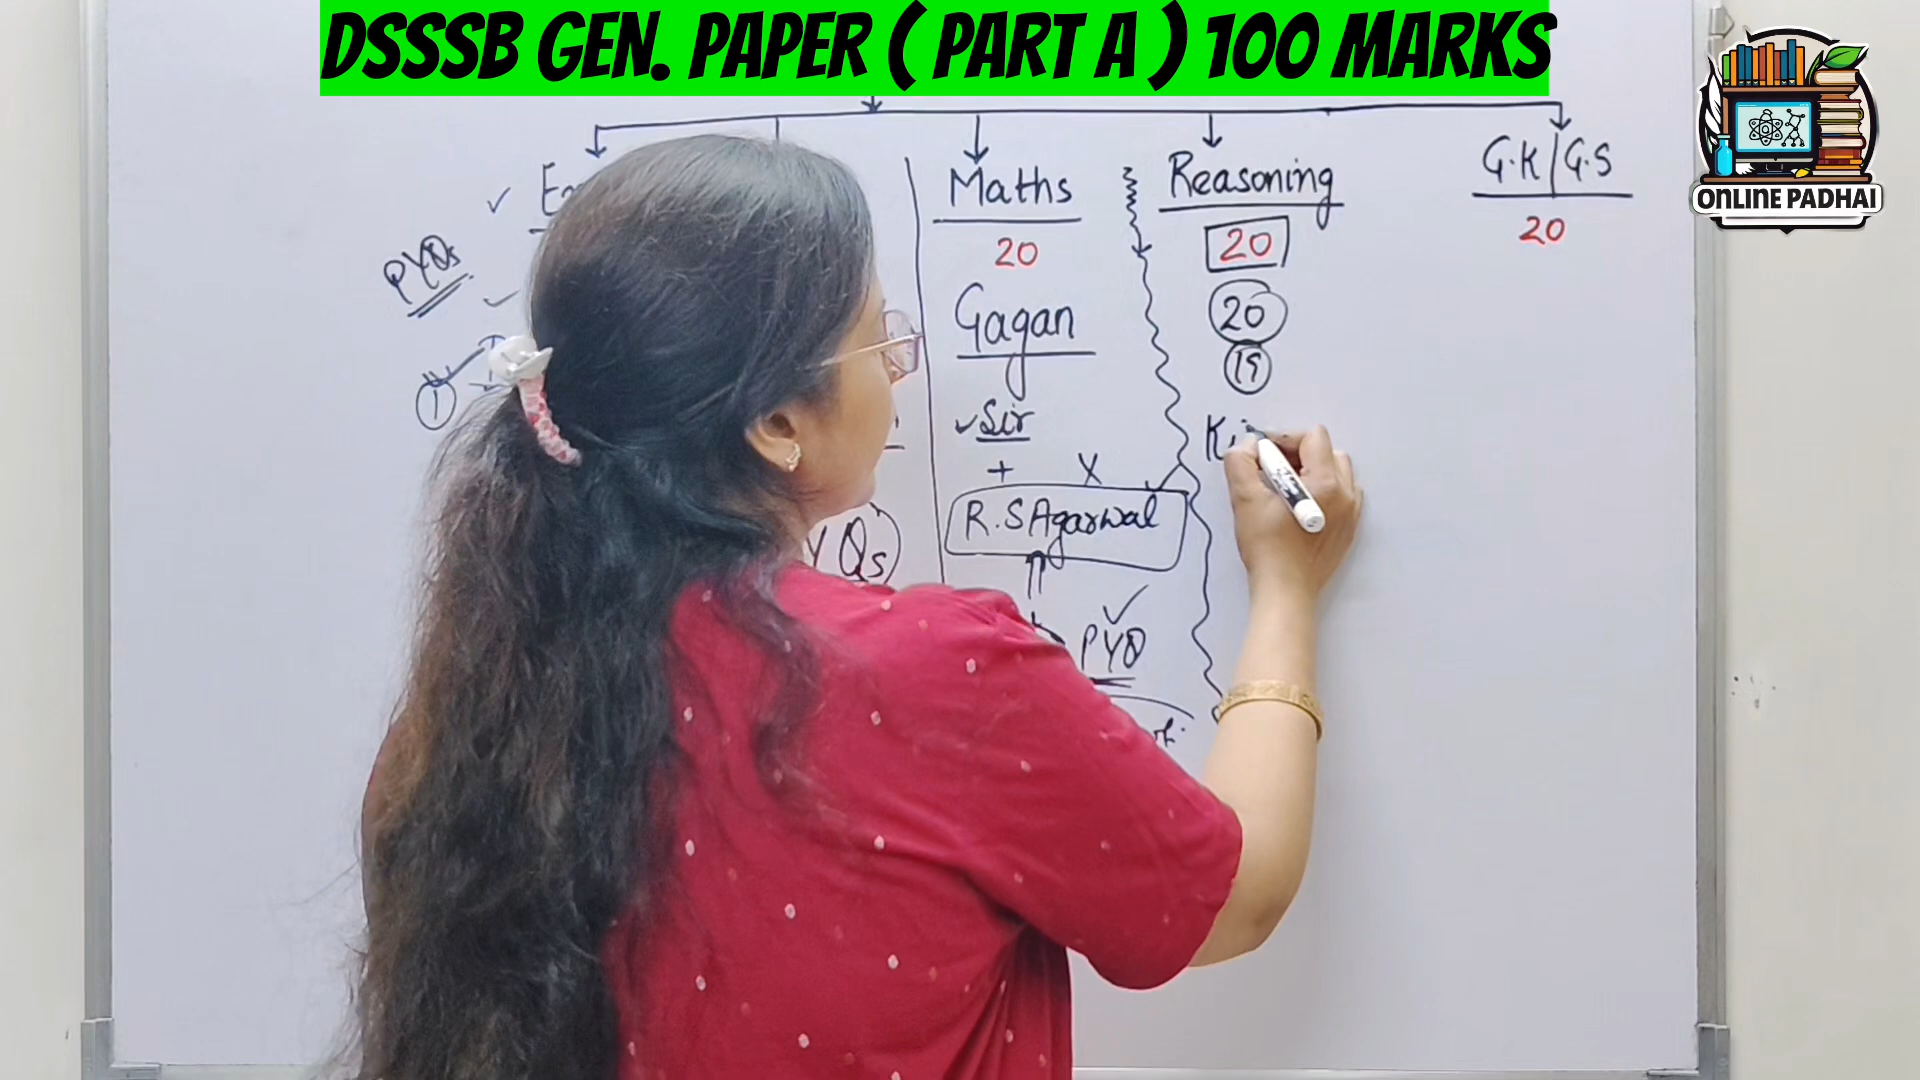 DSSSB GEN. PAPER ( PART A ) 100 MARKS
ONLINE PADHAI
PYQs
1
Maths
20
Gagan
Sir
+ X
R.S Agarwal
PYQ
Reasoning
20
20
19
G.K/G.S
20